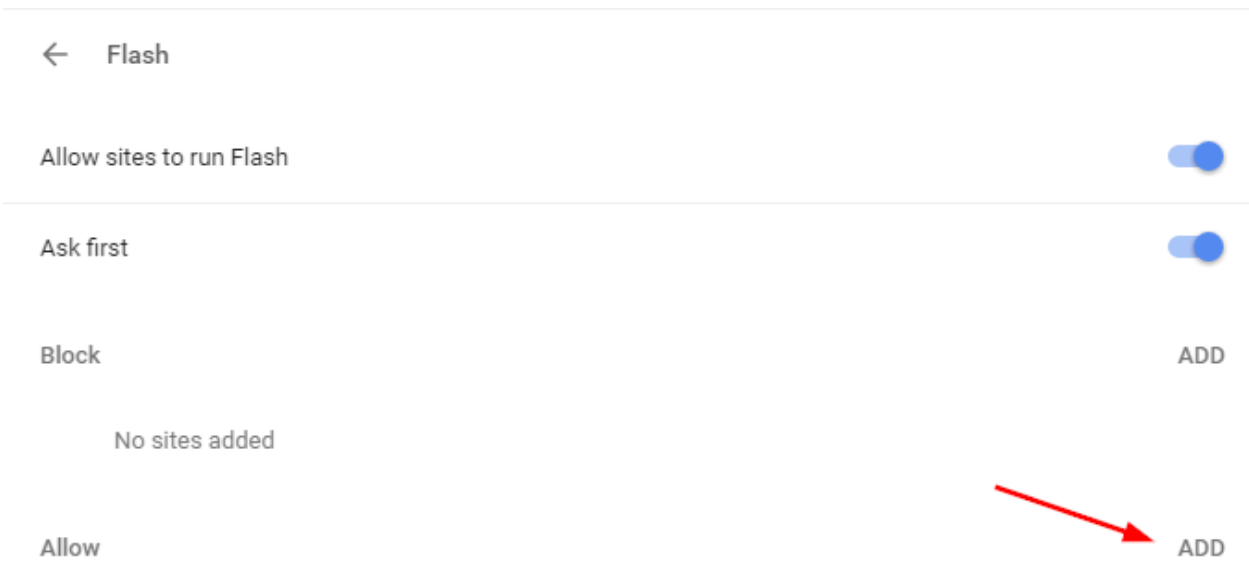 Flash
Allow sites to run Flash
Ask first
Block ADD
No sites added
Allow ADD